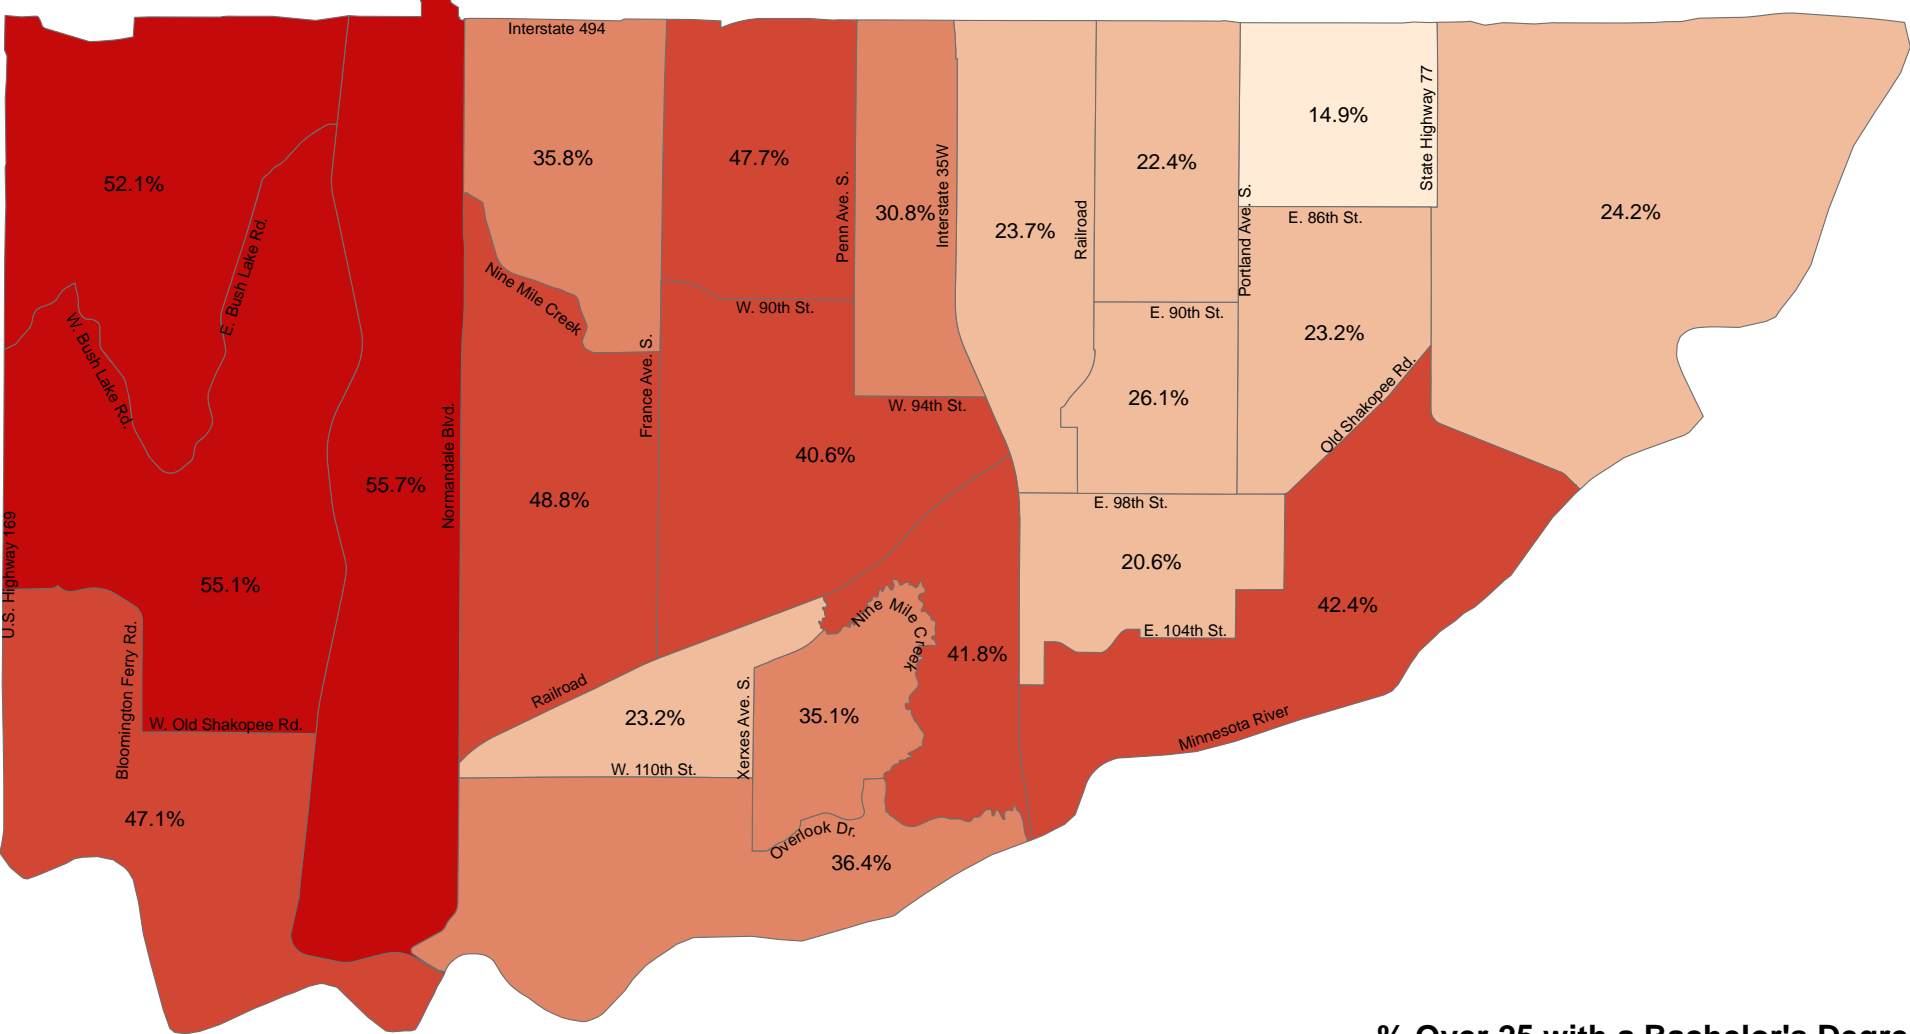 Interstate 494
52.1%
35.8%
47.7%
30.8%
23.7%
22.4%
14.9%
24.2%
State Highway 77
Penn Ave. S.
Interstate 35W
Railroad
Portland Ave. S.
E. 86th St.
E. Bush Lake Rd.
W. Bush Lake Rd.
Nine Mile Creek
W. 90th St.
E. 90th St.
23.2%
France Ave. S.
26.1%
Old Shakopee Rd.
W. 94th St.
40.6%
Normandale Blvd.
55.7%
48.8%
E. 98th St.
U.S. Highway 169
55.1%
20.6%
42.4%
Nine Mile Creek
E. 104th St.
41.8%
Bloomington Ferry Rd.
Railroad
Xerxes Ave. S.
23.2%
35.1%
W. Old Shakopee Rd.
Minnesota River
W. 110th St.
47.1%
Overlook Dr.
36.4%
% Over 25 with a Bachelor's Degre